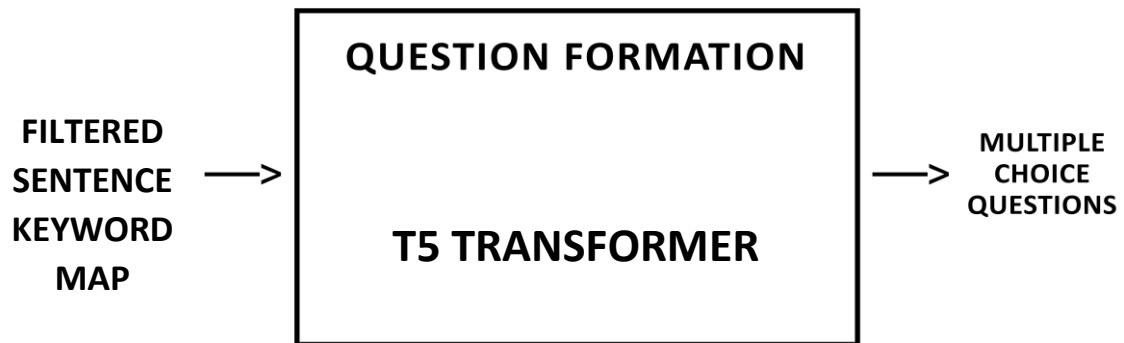 FILTERED
SENTENCE
KEYWORD
MAP
QUESTION FORMATION
T5 TRANSFORMER
MULTIPLE
CHOICE
QUESTIONS